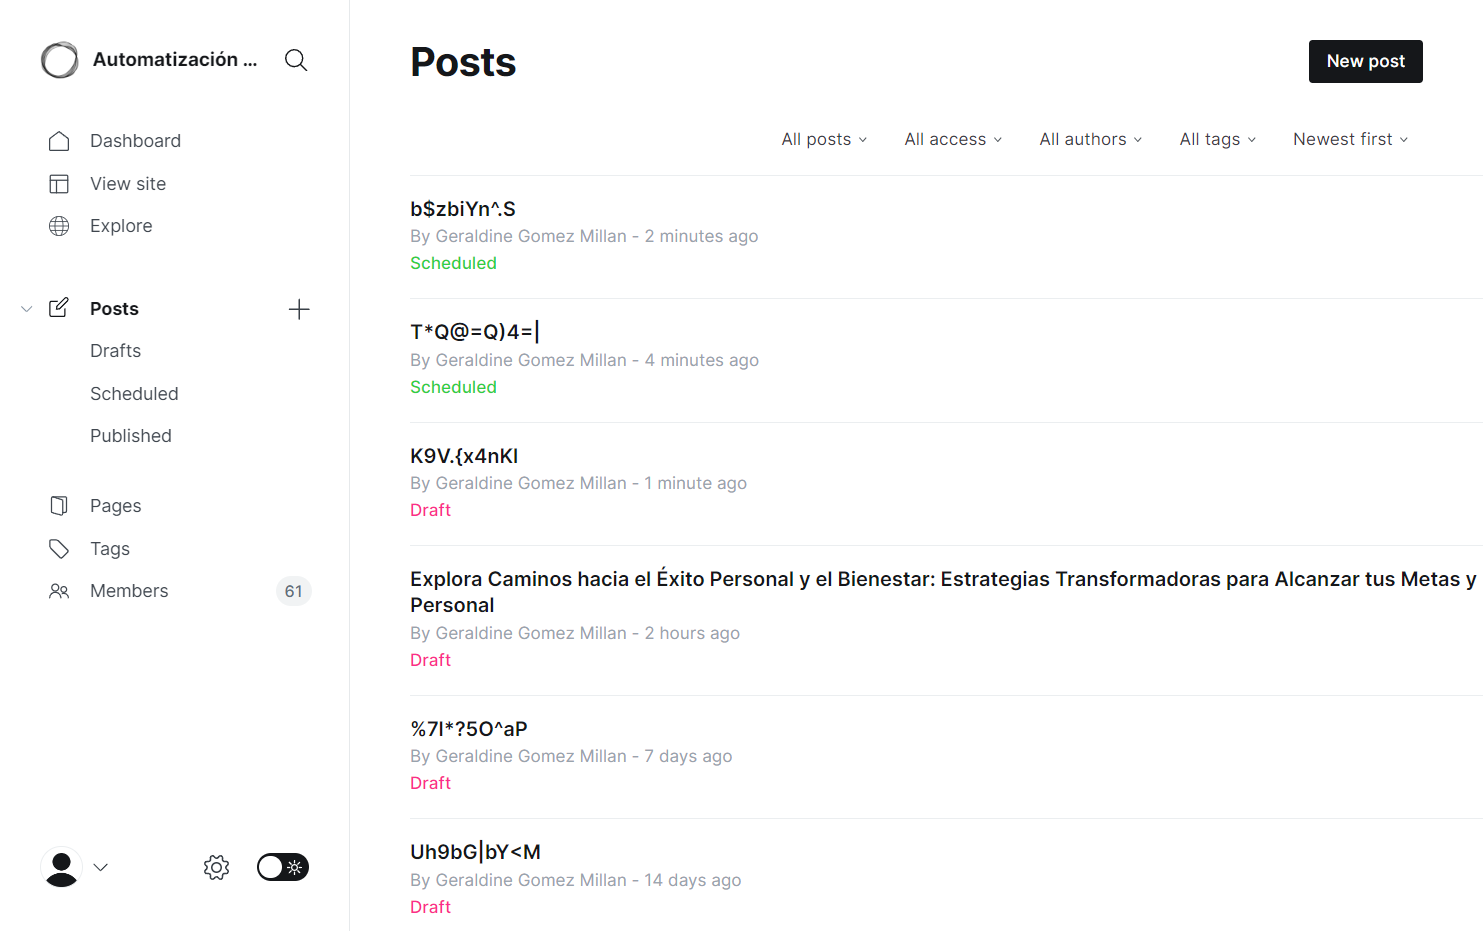 Automatización ...
Dashboard
View site
Explore
Posts
Drafts
Scheduled
Published
Pages
Tags
Members 61
Posts
New post
All posts All access All authors All tags Newest first
b$zbiYn^.S
By Geraldine Gomez Millan - 2 minutes ago
Scheduled
T*Q@=Q)4=|
By Geraldine Gomez Millan - 4 minutes ago
Scheduled
K9V.{x4nKl
By Geraldine Gomez Millan - 1 minute ago
Draft
Explora Caminos hacia el Éxito Personal y el Bienestar: Estrategias Transformadoras para Alcanzar tus Metas y
Personal
By Geraldine Gomez Millan - 2 hours ago
Draft
%7I*?5O^aP
By Geraldine Gomez Millan - 7 days ago
Draft
Uh9bG|bY<M
By Geraldine Gomez Millan - 14 days ago
Draft